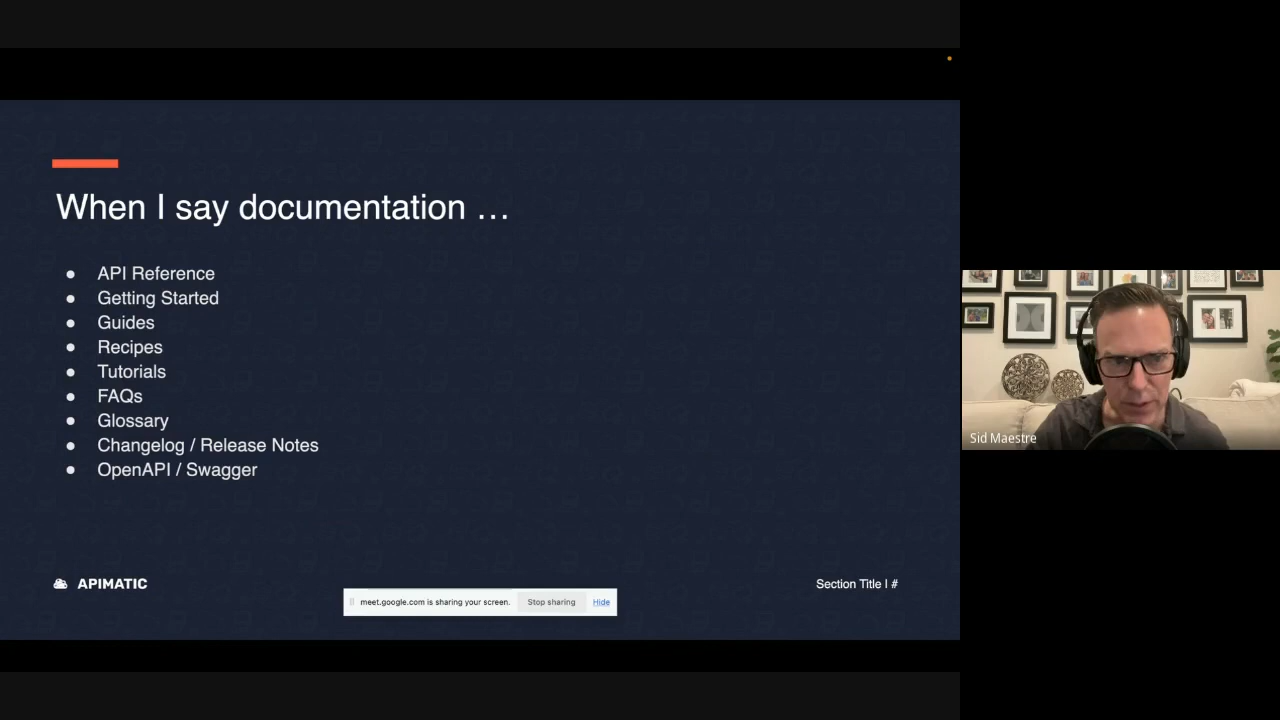 When I say documentation …
● API Reference
● Getting Started
● Guides
● Recipes
● Tutorials
● FAQs
● Glossary
● Changelog / Release Notes
● OpenAPI / Swagger
APIMATIC
Section Title I #
meet.google.com is sharing your screen. Stop sharing Hide
Sid Maestre